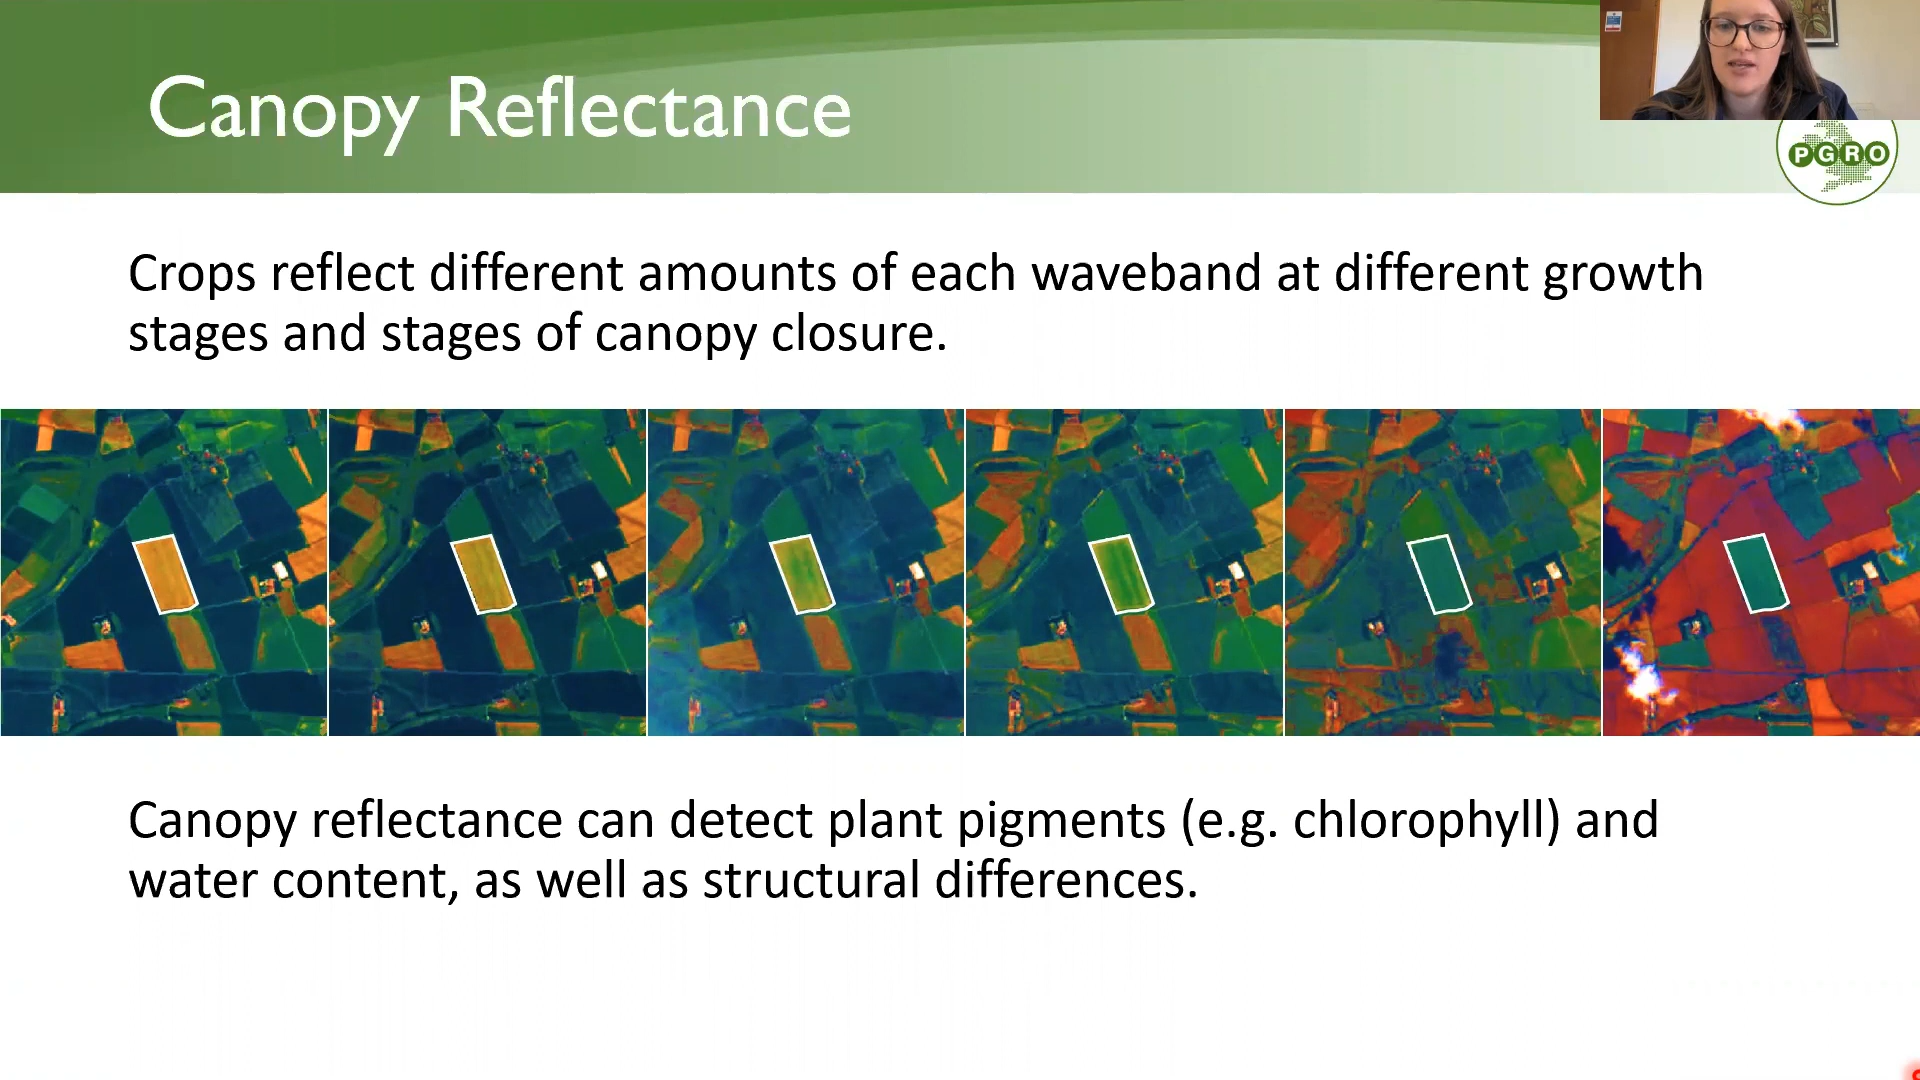 Canopy Reflectance
PGRO
Crops reflect different amounts of each waveband at different growth
stages and stages of canopy closure.
Canopy reflectance can detect plant pigments (e.g. chlorophyll) and
water content, as well as structural differences.